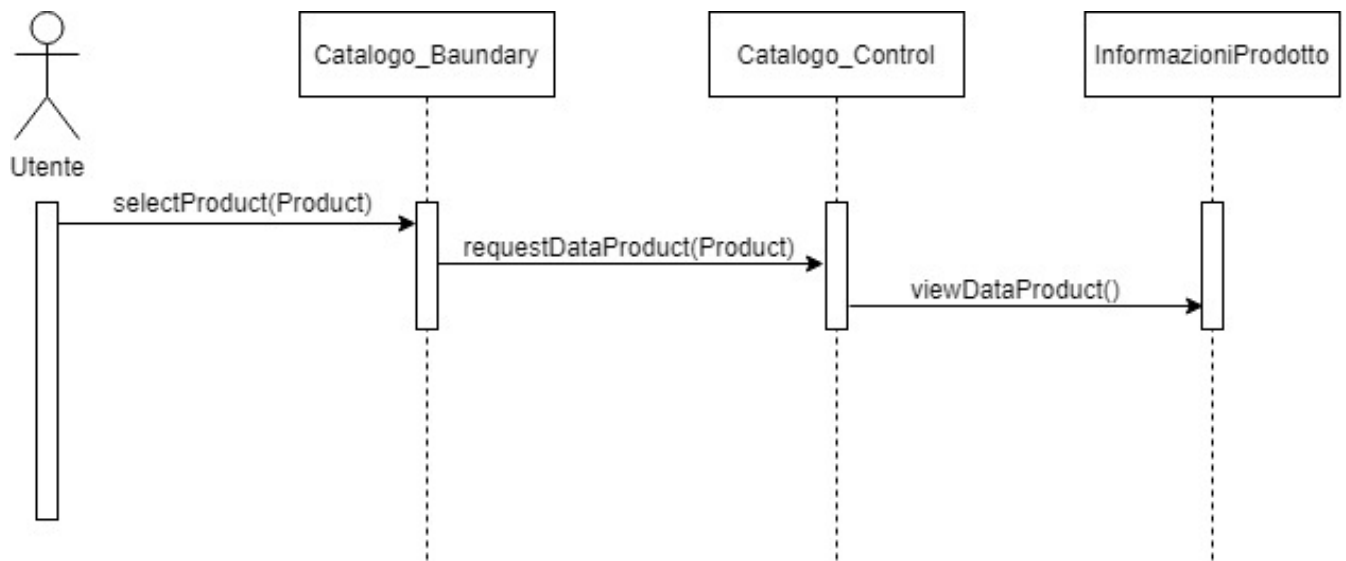 Catalogo_Baundary
Catalogo_Control
InformazioniProdotto
Utente
selectProduct(Product)
requestDataProduct(Product)
viewDataProduct()